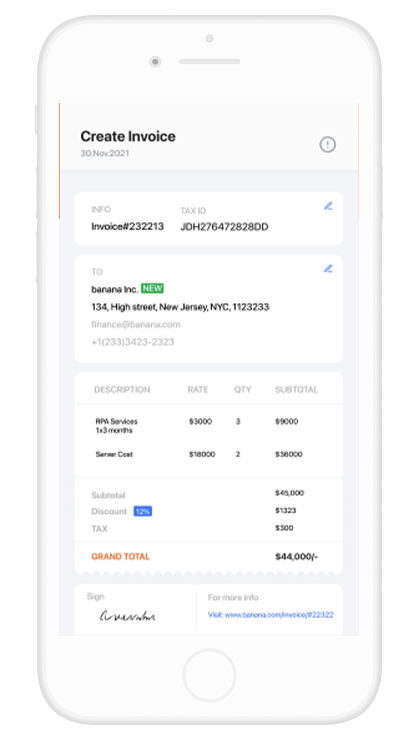 Create Invoice
30.Nov.2021
INFO TAX ID
Invoice#232213 JDH276472828DD
TO
banana Inc. NEW
134, High street, New Jersey, NYC, 1123233
finance@banana.com
+1(233)3423-2323
DESCRIPTION RATE QTY SUBTOTAL
RPA Services $3000 3 $9000
1x3 months
Server Cost $18000 2 $36000
Subtotal $45,000
Discount 12% $1323
TAX $300
GRAND TOTAL $44,000/-
Sign For more info
Visit: www.banana.com/invoice/#22322